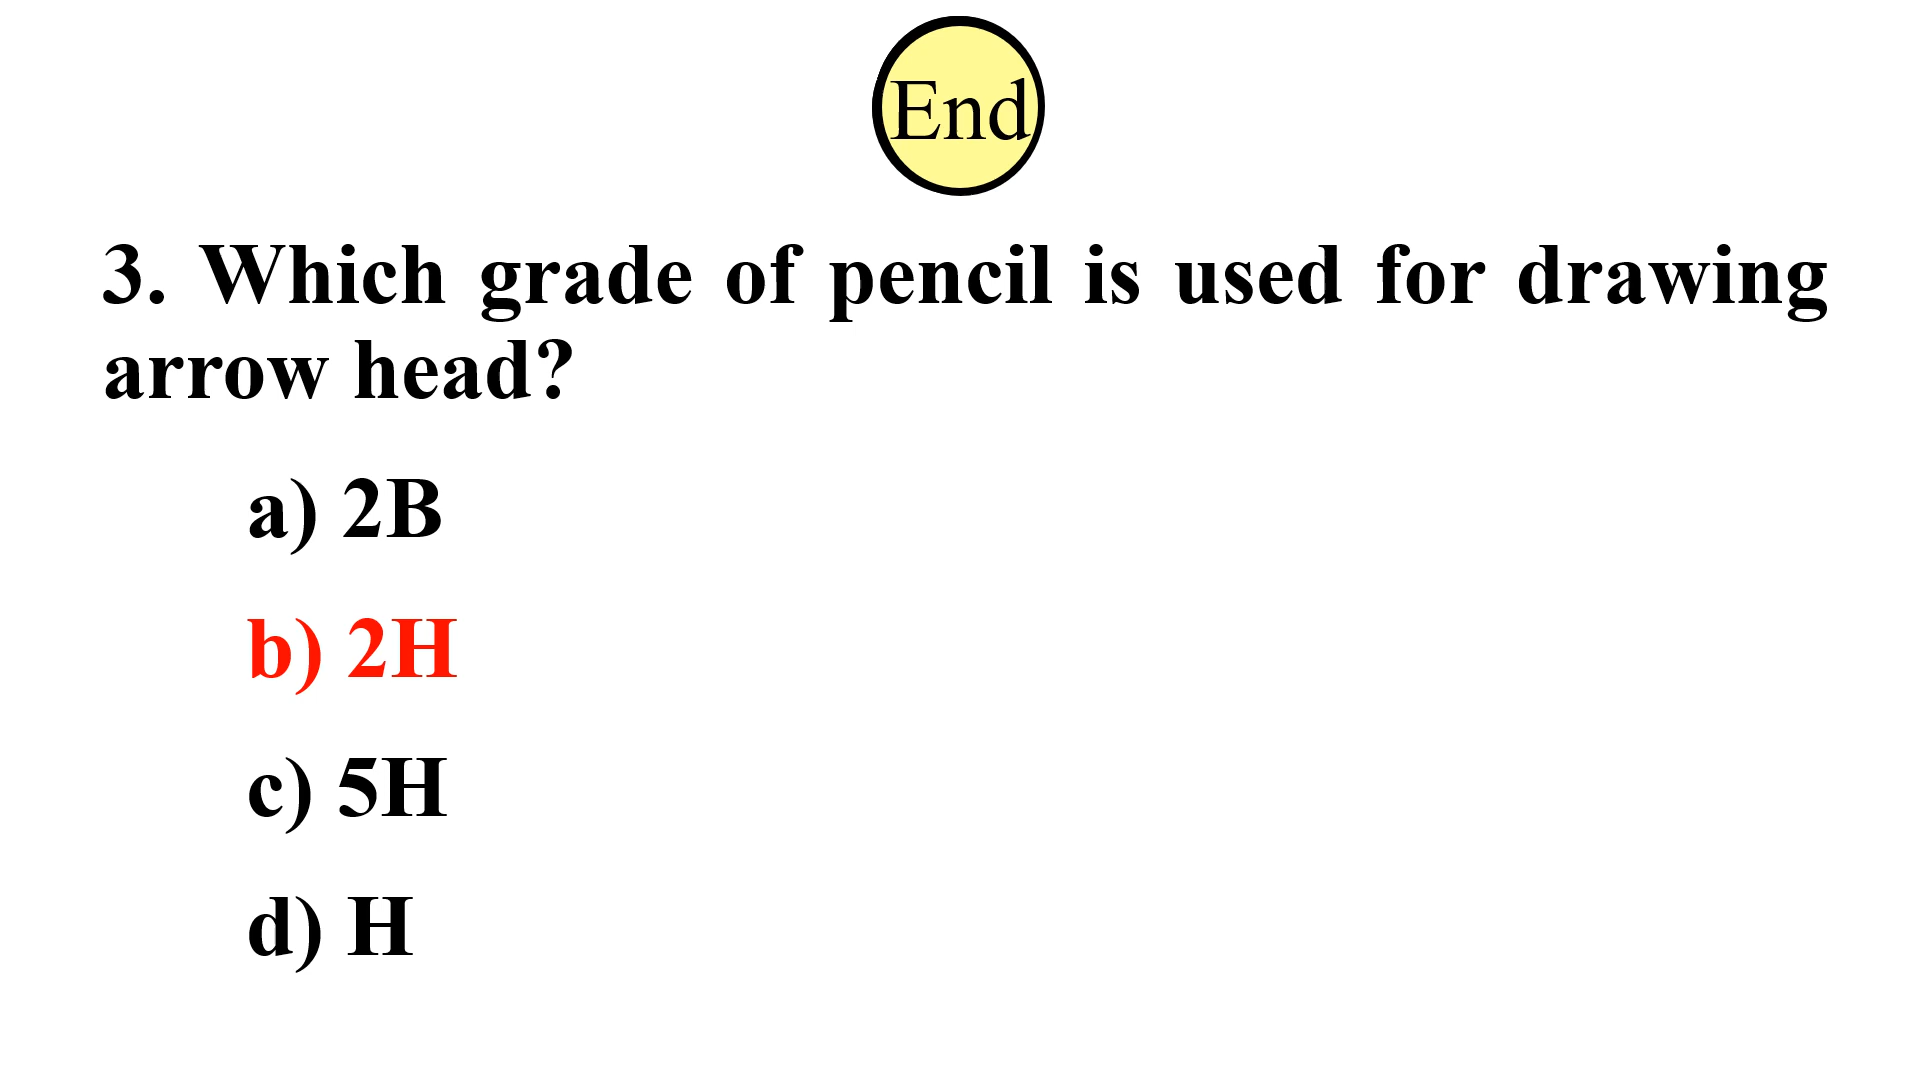 End
3. Which grade of pencil is used for drawing
arrow head?
a) 2B
b) 2H
c) 5H
d) H